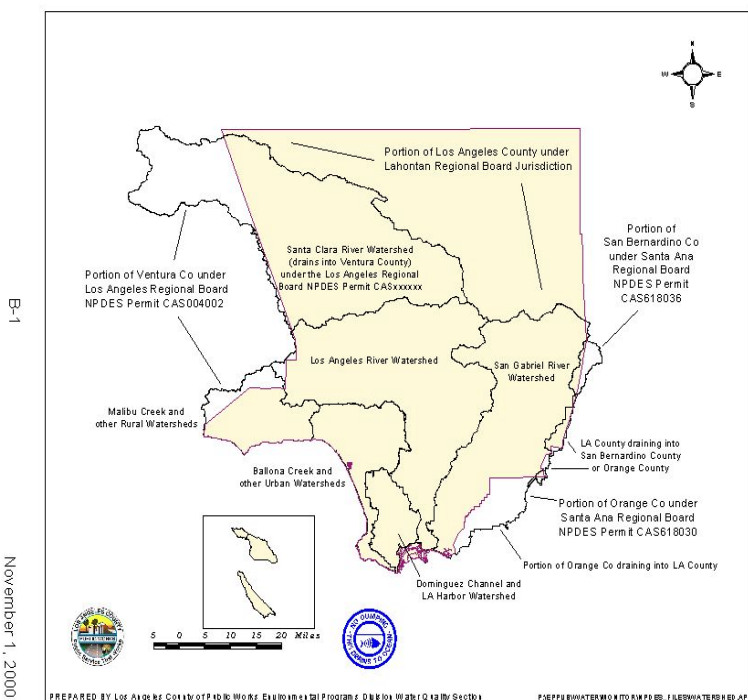 N
W
E
S
Portion of Los Angeles County under
Lahontan Regional Board Jurisdiction
Portion of
San Bernardino Co
under Santa Ana
Regional Board
NPDES Permit
CAS618036
Santa Clara River Watershed
(drains into Ventura County)
under the Los Angeles Regional
Board NPDES Permit CASxxxxxx
Portion of Ventura Co under
Los Angeles Regional Board
NPDES Permit CAS004002
B-1
Los Angeles River Watershed
San Gabriel River
Watershed
Malibu Creek and
other Rural Watersheds
LA County draining into
San Bernardino County
or Orange County
Ballona Creek and
other Urban Watersheds
Portion of Orange Co under
Santa Ana Regional Board
NPDES Permit CAS618030
Portion of Orange Co draining into LA County
Dominguez Channel and
LA Harbor Watershed
November 1, 2000
5 0 5 10 15 20 Miles
NO DUMPING
THIS DRAINS TO OCEAN
PREPARED BY Los Angeles County of Public Works Environmental Programs Division Water Quality Section